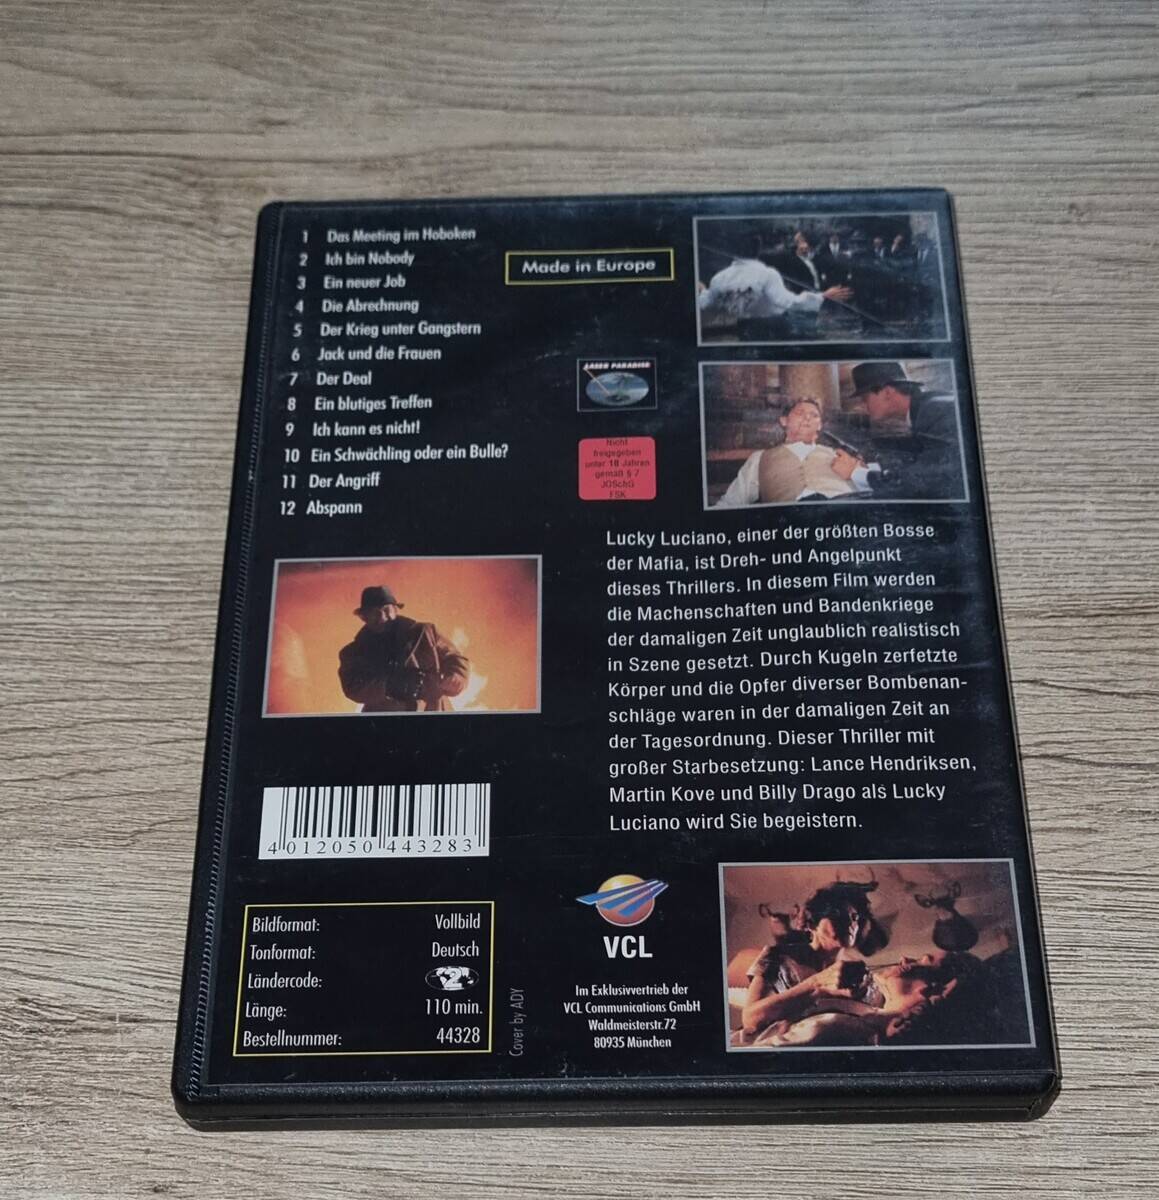 1 Das Meeting im Hoboken
2 Ich bin Nobody
3 Ein neuer Job
4 Die Abrechnung
5 Der Krieg unter Gangstern
6 Jack und die Frauen
7 Der Deal
8 Ein blutiges Treffen
9 Ich kann es nicht!
10 Ein Schwächling oder ein Bulle?
11 Der Angriff
12 Abspann
Made in Europe
LASER PARADISE
Nicht
freigegeben
unter 18 Jahren
gemäß § 7
JÖSchG
FSK
Lucky Luciano, einer der größten Bosse
der Mafia, ist Dreh- und Angelpunkt
dieses Thrillers. In diesem Film werden
die Machenschaften und Bandenkriege
der damaligen Zeit unglaublich realistisch
in Szene gesetzt. Durch Kugeln zerfetzte
Körper und die Opfer diverser Bombenan-
schläge waren in der damaligen Zeit an
der Tagesordnung. Dieser Thriller mit
großer Starbesetzung: Lance Hendriksen,
Martin Kove und Billy Drago als Lucky
Luciano wird Sie begeistern.
4 012050 443283
Bildformat: Vollbild
Tonformat: Deutsch
Ländercode: 2
Länge: 110 min.
Bestellnummer: 44328
Cover by ADY
VCL
Im Exklusivvertrieb der
VCL Communications GmbH
Waldmeisterstr.72
80935 München